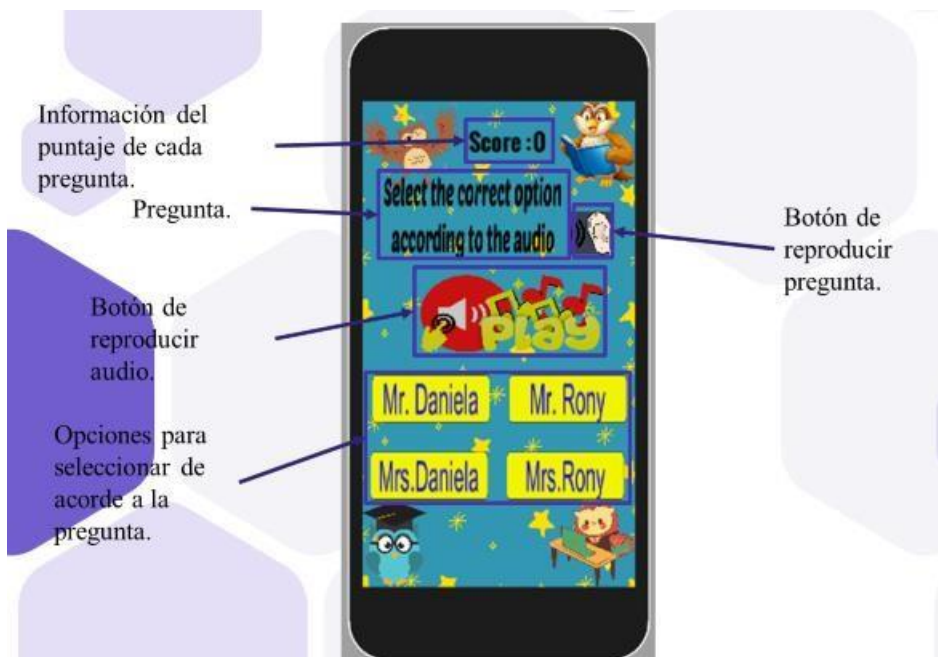 Información del
puntaje de cada
pregunta.
Pregunta.
Botón de
reproducir
audio.
Opciones para
seleccionar de
acorde a la
pregunta.
Score :0
Select the correct option
according to the audio
play
Mr. Daniela
Mr. Rony
Mrs.Daniela
Mrs.Rony
Botón de
reproducir
pregunta.